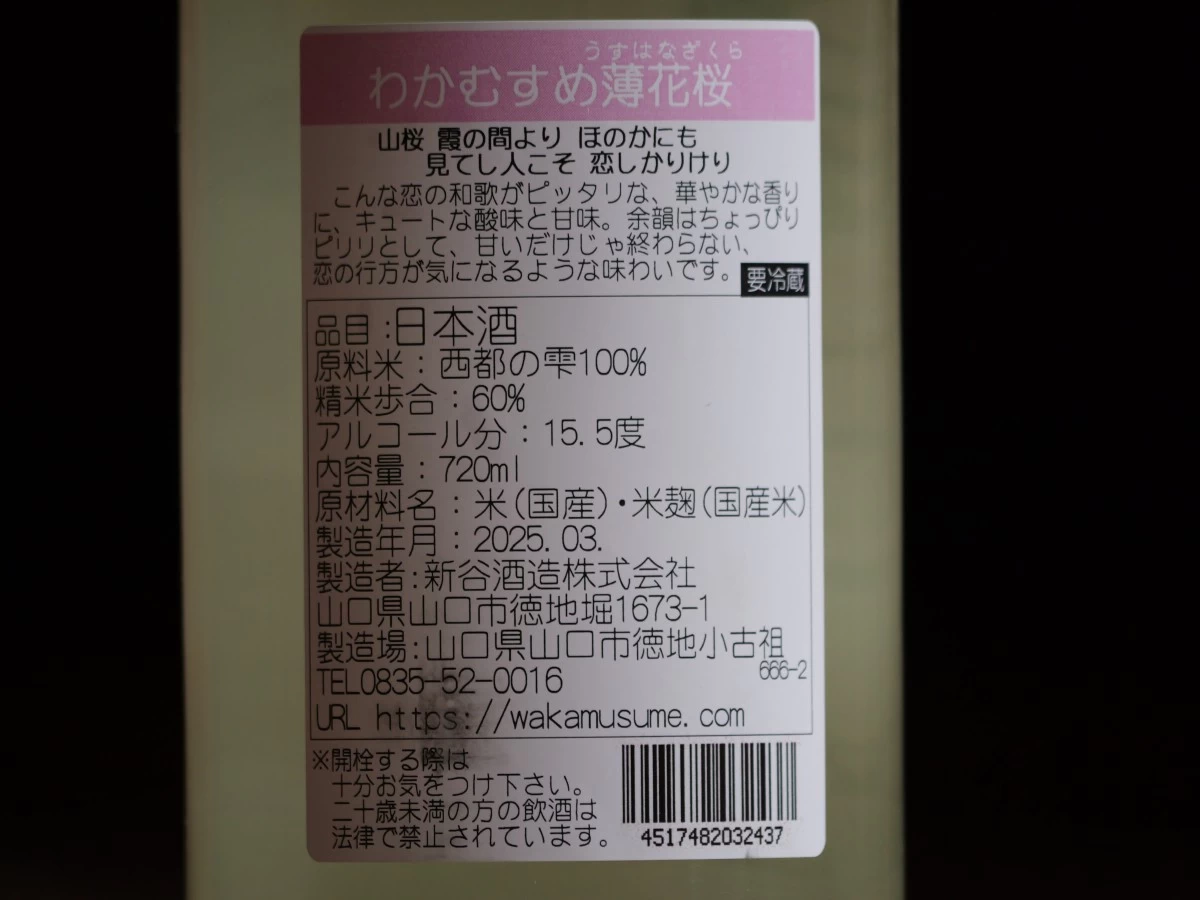 うすはなざくら
わかむすめ薄花桜
山桜 霞の間より ほのかにも
見てし人こそ 恋しかりけり
こんな恋の和歌がピッタリな、華やかな香り
に、キュートな酸味と甘味。余韻はちょっぴり
ピリリとして、甘いだけじゃ終わらない、
恋の行方が気になるような味わいです。
要冷蔵
品目:日本酒
原料米：西都の雫100%
精米歩合：60%
アルコール分：15.5度
内容量：720ml
原材料名：米(国産)・米麹(国産米)
製造年月：2025.03.
製造者:新谷酒造株式会社
山口県山口市徳地堀1673-1
製造場:山口県山口市徳地小古祖
666-2
TEL0835-52-0016
URL https://wakamusume.com
※開栓する際は
十分お気をつけ下さい。
二十歳未満の方の飲酒は
法律で禁止されています。
4517482032437